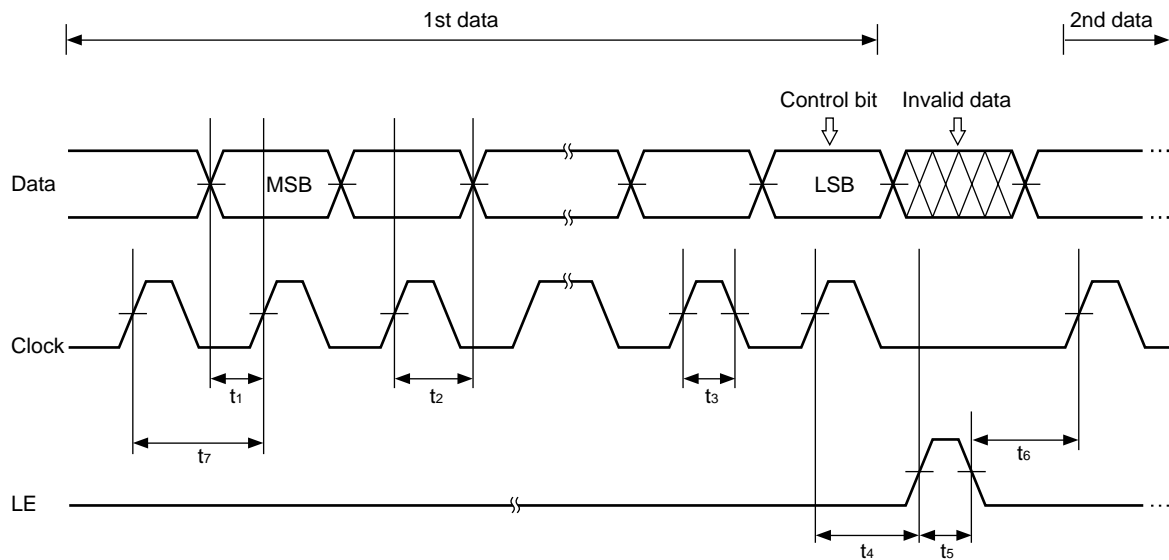 1st data
2nd data
Control bit
Invalid data
Data
MSB
LSB
Clock
t1
t2
t3
t7
t6
LE
t4
t5